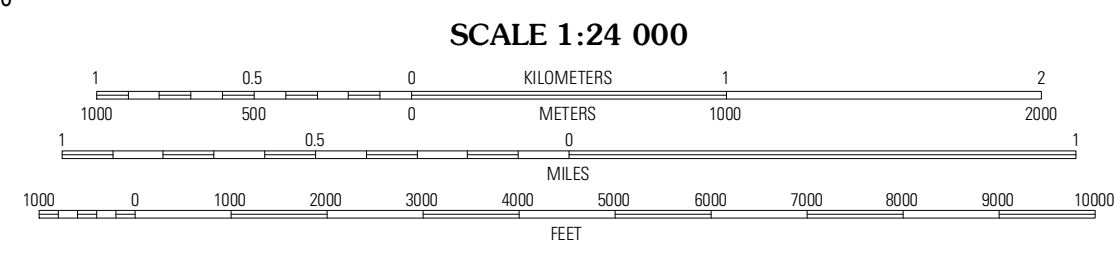 SCALE 1:24 000
1 0.5 0 KILOMETERS 1 2
1000 500 0 METERS 1000 2000
1 0.5 0 1
MILES
1000 0 1000 2000 3000 4000 5000 6000 7000 8000 9000 10000
FEET